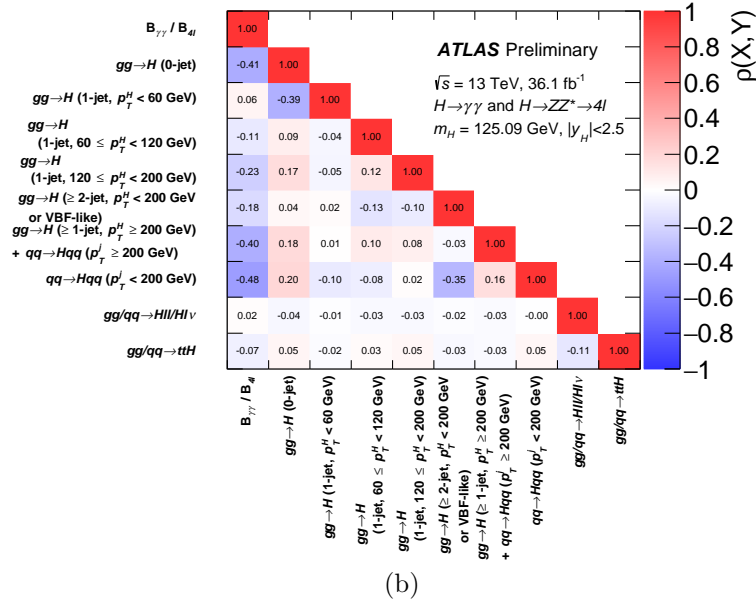 B_γγ / B_4l
gg→H (0-jet)
gg→H (1-jet, p_T^H < 60 GeV)
gg→H
(1-jet, 60 ≤ p_T^H < 120 GeV)
gg→H
(1-jet, 120 ≤ p_T^H < 200 GeV)
gg→H (≥ 2-jet, p_T^H < 200 GeV
or VBF-like)
gg→H (≥ 1-jet, p_T^H ≥ 200 GeV)
+ qq→Hqq (p_T^j ≥ 200 GeV)
qq→Hqq (p_T^j < 200 GeV)
gg/qq→Hll/Hlν
gg/qq→ttH
ATLAS Preliminary
√s = 13 TeV, 36.1 fb^-1
H→γγ and H→ZZ*→4l
m_H = 125.09 GeV, |y_H|<2.5
1.00
-0.41 1.00
0.06 -0.39 1.00
-0.11 0.09 -0.04 1.00
-0.23 0.17 -0.05 0.12 1.00
-0.18 0.04 0.02 -0.13 -0.10 1.00
-0.40 0.18 0.01 0.10 0.08 -0.03 1.00
-0.48 0.20 -0.10 -0.08 0.02 -0.35 0.16 1.00
0.02 -0.04 -0.01 -0.03 -0.03 -0.02 -0.03 -0.00 1.00
-0.07 0.05 -0.02 0.03 0.05 -0.03 -0.03 0.05 -0.11 1.00
B_γγ / B_4l
gg→H (0-jet)
gg→H (1-jet, p_T^H < 60 GeV)
gg→H
(1-jet, 60 ≤ p_T^H < 120 GeV)
gg→H
(1-jet, 120 ≤ p_T^H < 200 GeV)
gg→H (≥ 2-jet, p_T^H < 200 GeV
or VBF-like)
gg→H (≥ 1-jet, p_T^H ≥ 200 GeV)
+ qq→Hqq (p_T^j ≥ 200 GeV)
qq→Hqq (p_T^j < 200 GeV)
gg/qq→Hll/Hlν
gg/qq→ttH
1
0.8
0.6
0.4
0.2
0
−0.2
−0.4
−0.6
−0.8
−1
ρ(X,Y)
(b)